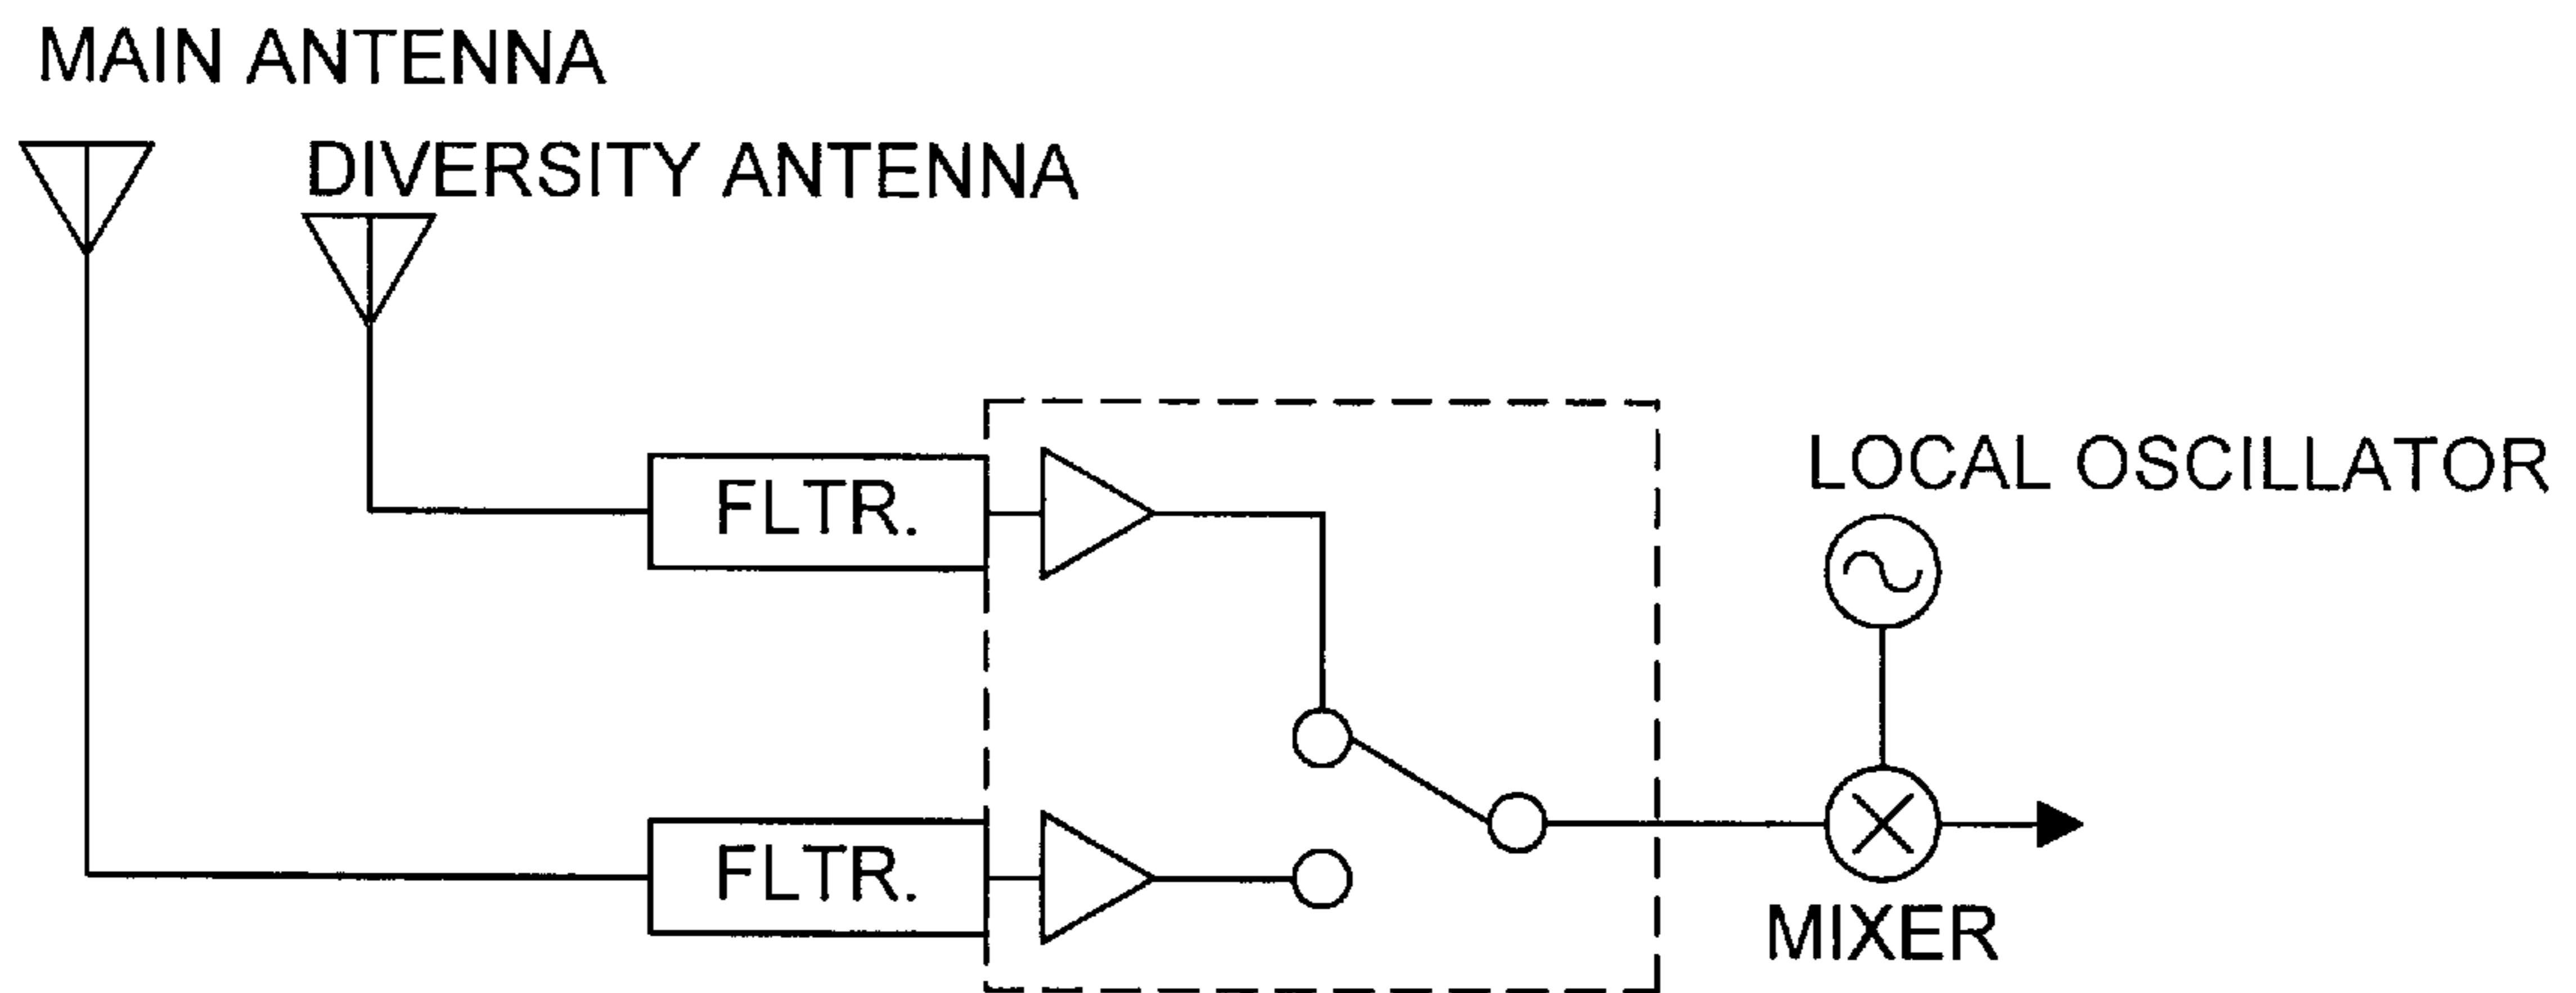 MAIN ANTENNA
DIVERSITY ANTENNA
LOCAL OSCILLATOR
FLTR.
FLTR.
MIXER